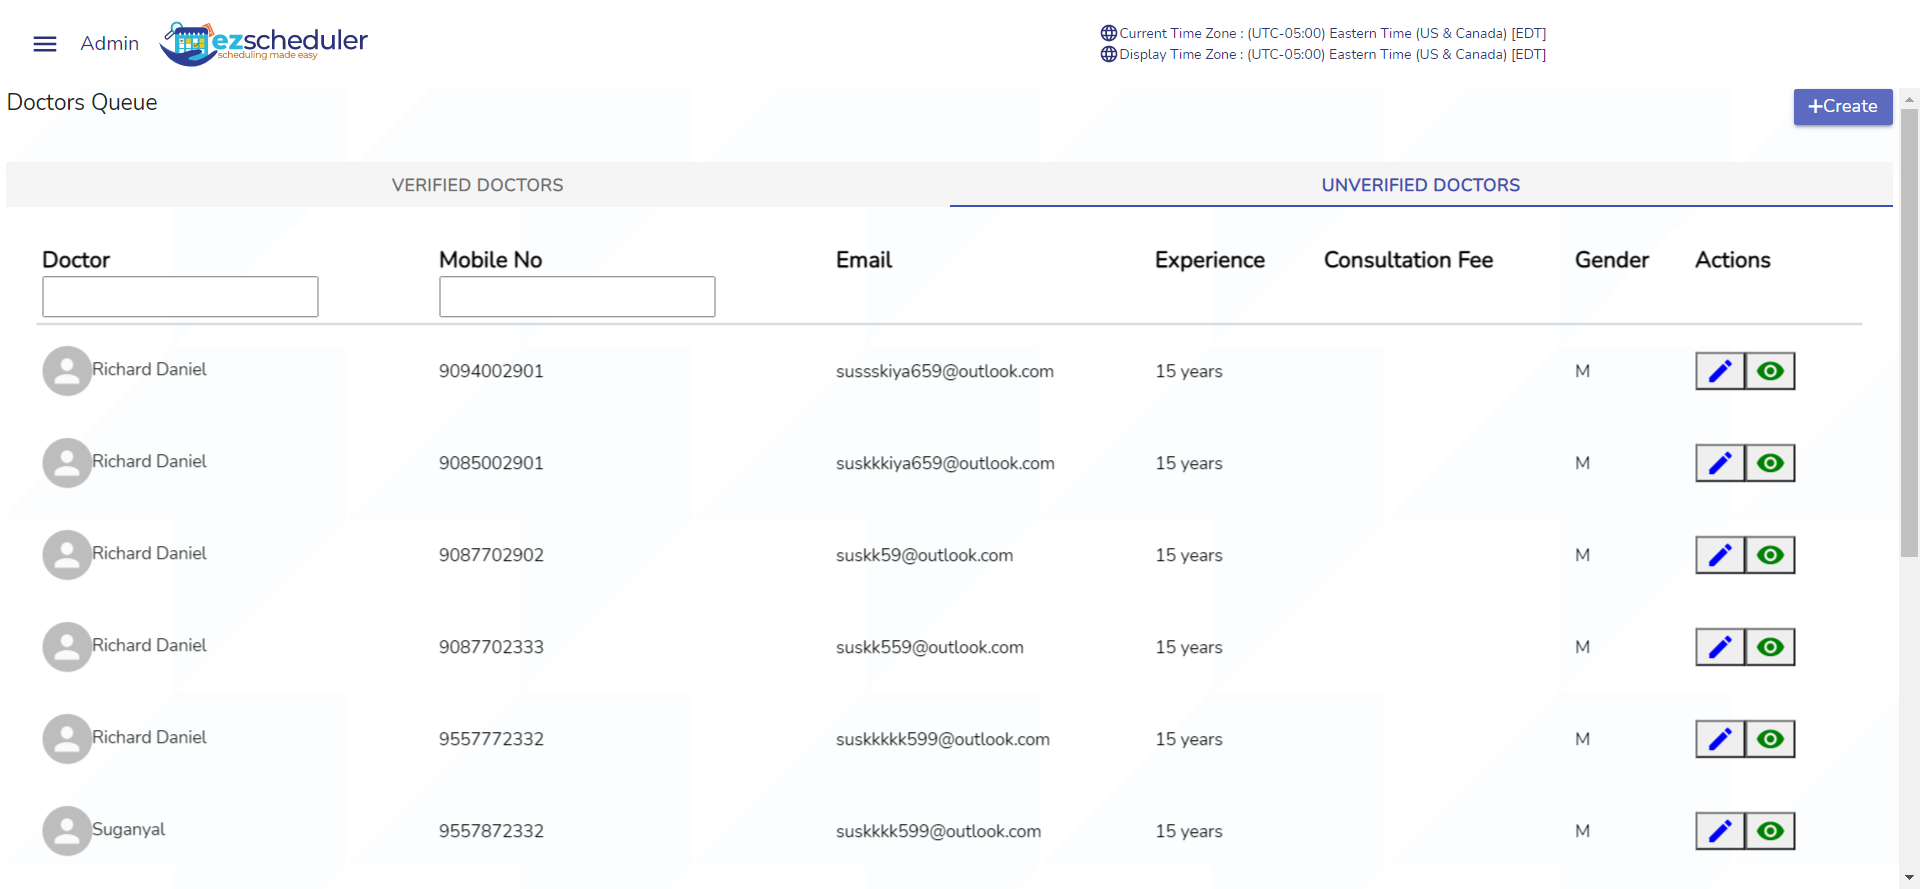 Admin
ezscheduler
scheduling made easy
Current Time Zone : (UTC-05:00) Eastern Time (US & Canada) [EDT]
Display Time Zone : (UTC-05:00) Eastern Time (US & Canada) [EDT]
Doctors Queue
+Create
VERIFIED DOCTORS UNVERIFIED DOCTORS
Doctor Mobile No Email Experience Consultation Fee Gender Actions
Richard Daniel 9094002901 sussskiya659@outlook.com 15 years M
Richard Daniel 9085002901 suskkkiya659@outlook.com 15 years M
Richard Daniel 9087702902 suskk59@outlook.com 15 years M
Richard Daniel 9087702333 suskk559@outlook.com 15 years M
Richard Daniel 9557772332 suskkkkk599@outlook.com 15 years M
Suganyal 9557872332 suskkkk599@outlook.com 15 years M